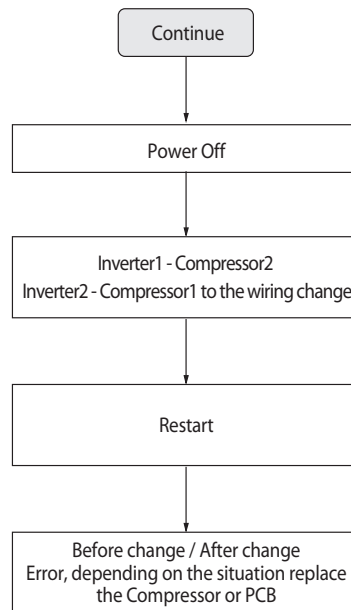 Continue
Power Off
Inverter1 - Compressor2
Inverter2 - Compressor1 to the wiring change
Restart
Before change / After change
Error, depending on the situation replace
the Compressor or PCB